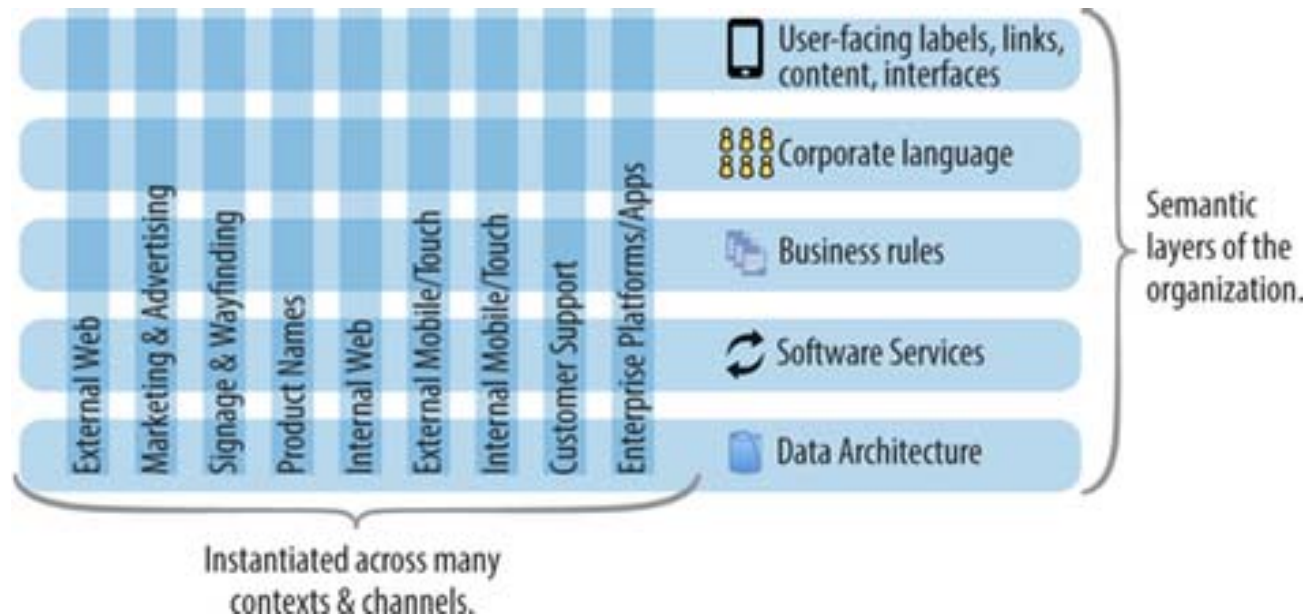 User-facing labels, links,
content, interfaces
Corporate language
Business rules
Software Services
Data Architecture
External Web
Marketing & Advertising
Signage & Wayfinding
Product Names
Internal Web
External Mobile/Touch
Internal Mobile/Touch
Customer Support
Enterprise Platforms/Apps
Semantic
layers of the
organization.
Instantiated across many
contexts & channels.